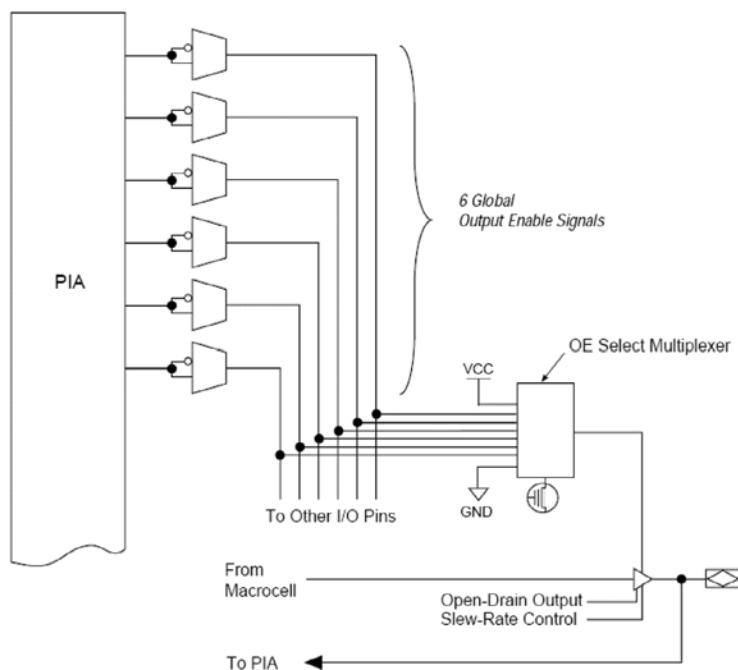 6 Global
Output Enable Signals
PIA
OE Select Multiplexer
VCC
GND
To Other I/O Pins
From
Macrocell
Open-Drain Output
Slew-Rate Control
To PIA